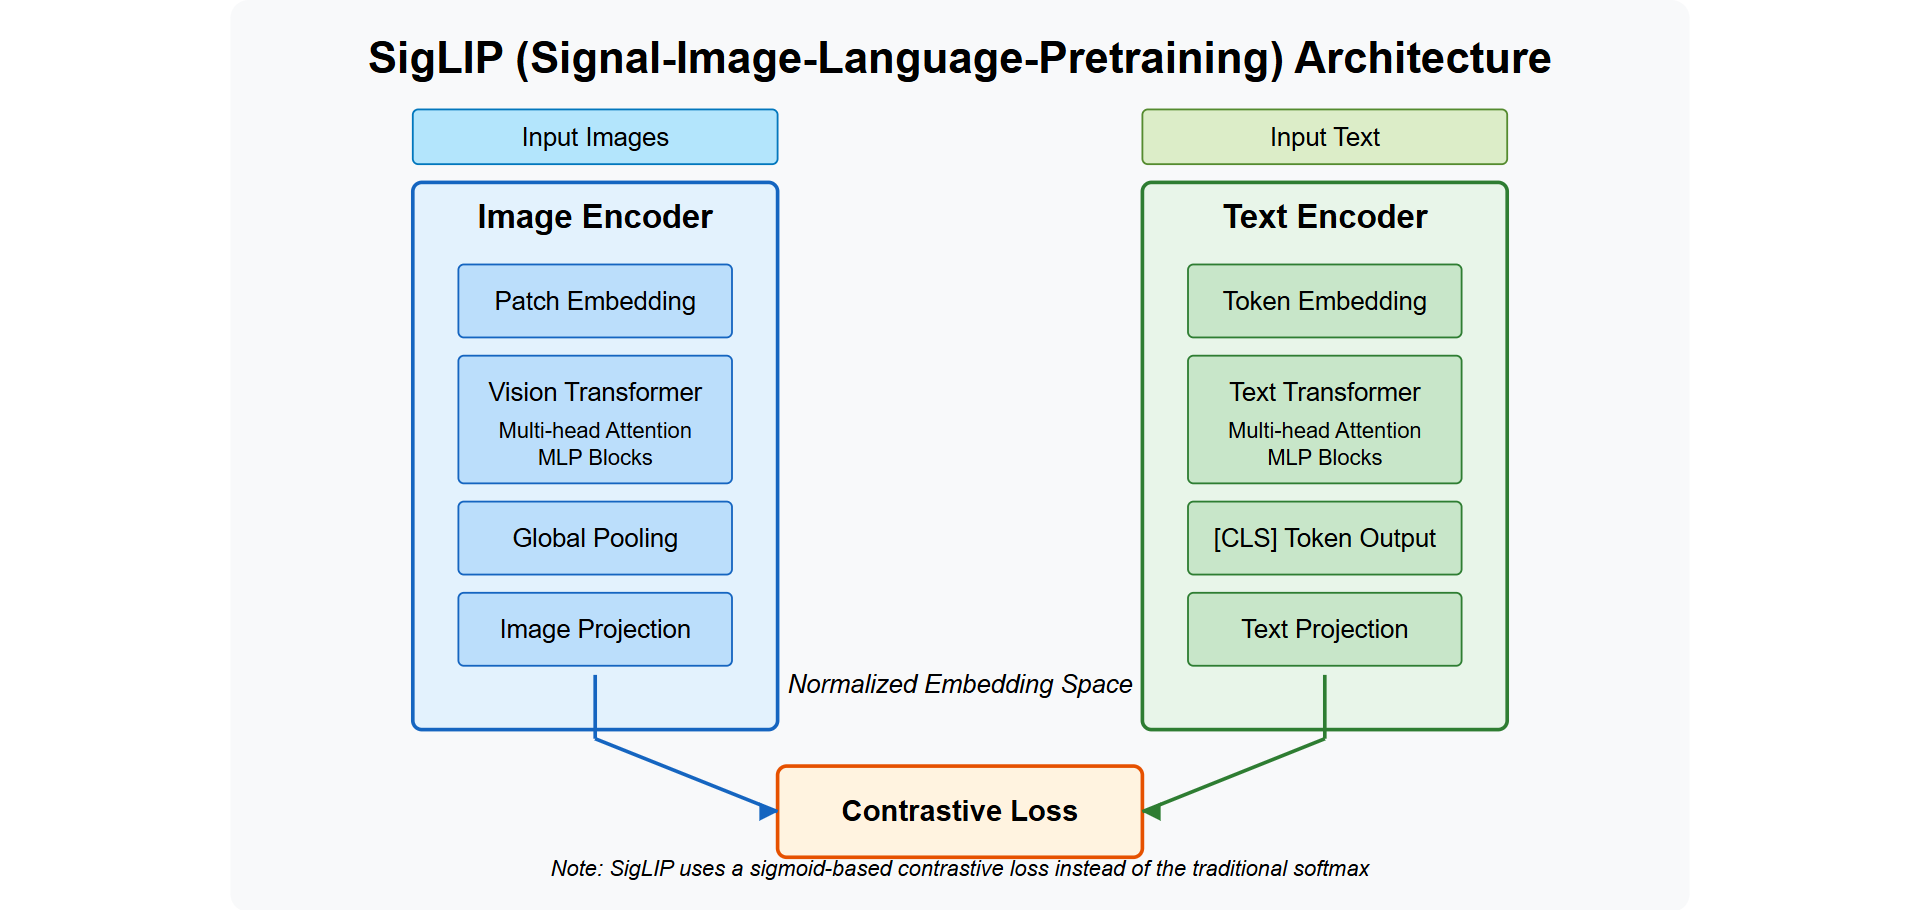 SigLIP (Signal-Image-Language-Pretraining) Architecture
Input Images
Image Encoder
Patch Embedding
Vision Transformer
Multi-head Attention
MLP Blocks
Global Pooling
Image Projection
Input Text
Text Encoder
Token Embedding
Text Transformer
Multi-head Attention
MLP Blocks
[CLS] Token Output
Text Projection
Normalized Embedding Space
Contrastive Loss
Note: SigLIP uses a sigmoid-based contrastive loss instead of the traditional softmax